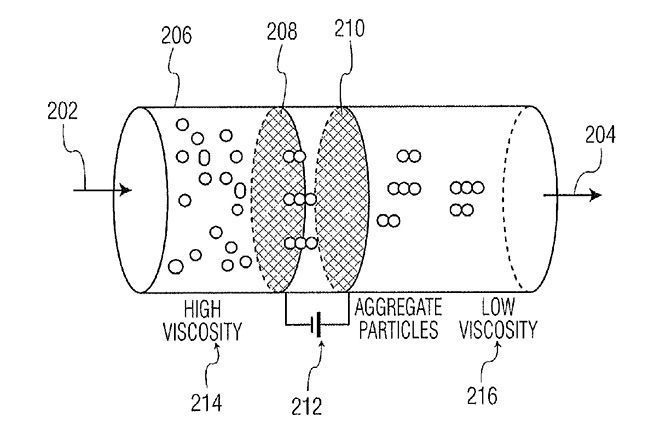 206
208
210
202
204
HIGH
VISCOSITY
AGGREGATE
PARTICLES
LOW
VISCOSITY
214
212
216